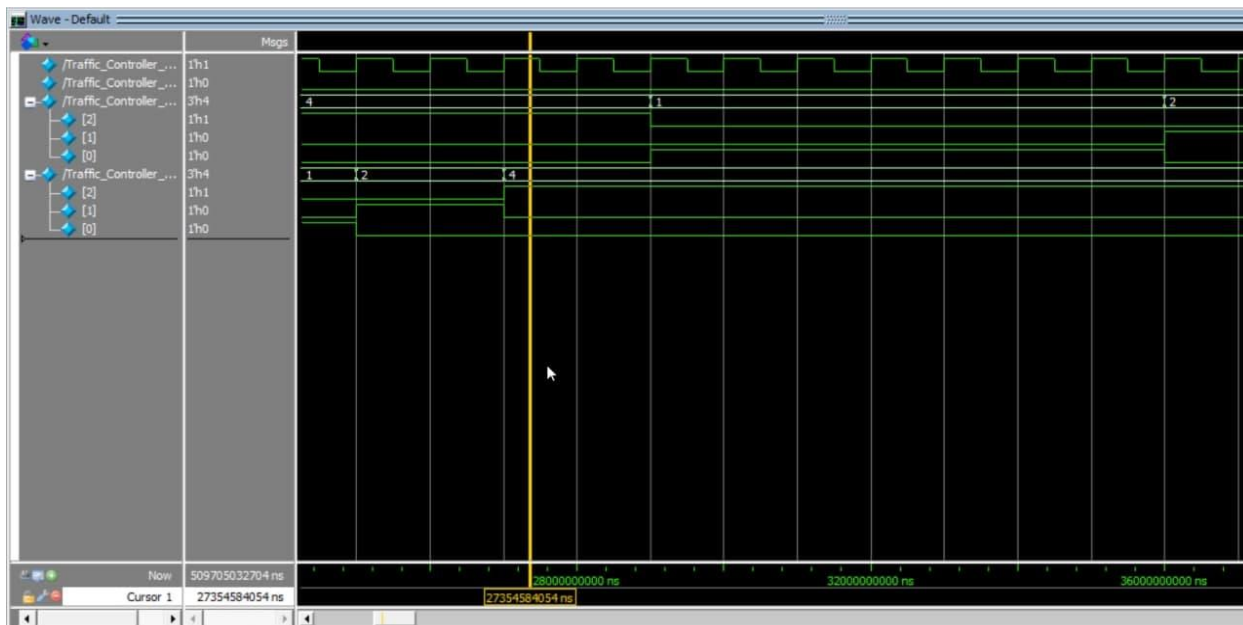 Wave - Default
Msgs
/Traffic_Controller_... 1'h1
/Traffic_Controller_... 1'h0
/Traffic_Controller_... 3'h4 4 1 2
[2] 1'h1
[1] 1'h0
[0] 1'h0
/Traffic_Controller_... 3'h4 1 2 4
[2] 1'h1
[1] 1'h0
[0] 1'h0
Now 509705032704 ns 28000000000 ns 32000000000 ns 36000000000 ns
Cursor 1 27354584054 ns 27354584054 ns